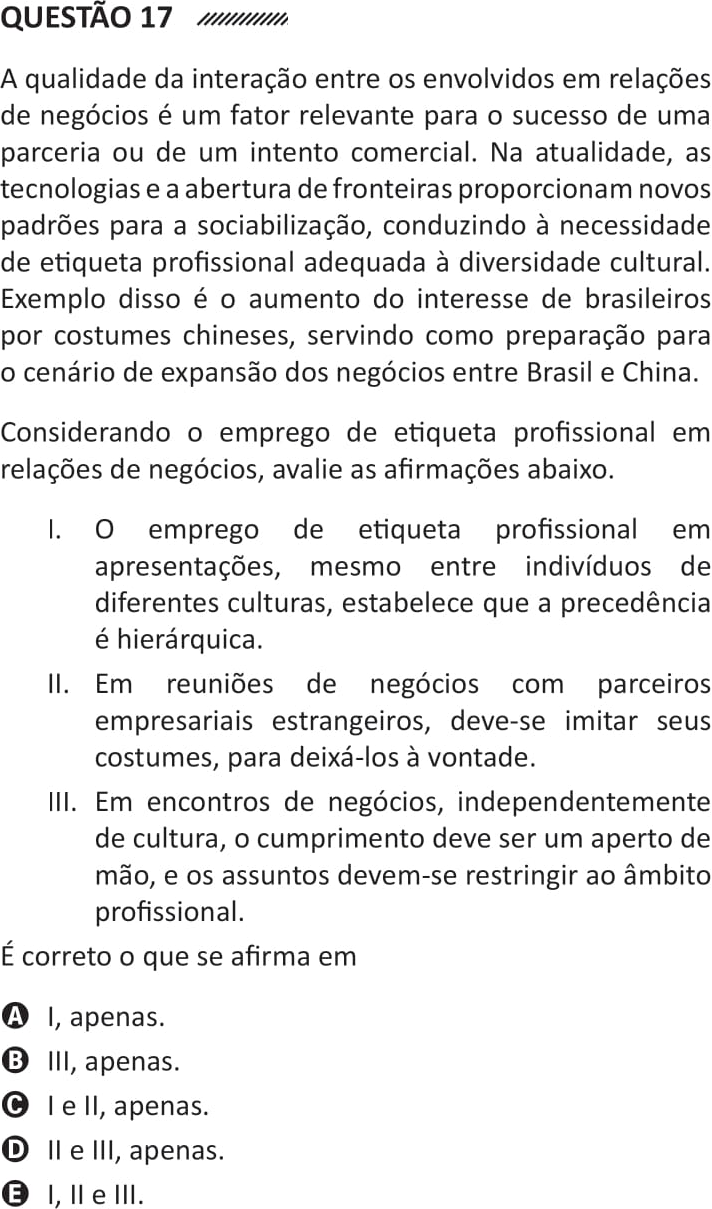 QUESTÃO 17
A qualidade da interação entre os envolvidos em relações
de negócios é um fator relevante para o sucesso de uma
parceria ou de um intento comercial. Na atualidade, as
tecnologias e a abertura de fronteiras proporcionam novos
padrões para a sociabilização, conduzindo à necessidade
de etiqueta profissional adequada à diversidade cultural.
Exemplo disso é o aumento do interesse de brasileiros
por costumes chineses, servindo como preparação para
o cenário de expansão dos negócios entre Brasil e China.
Considerando o emprego de etiqueta profissional em
relações de negócios, avalie as afirmações abaixo.
I. O emprego de etiqueta profissional em
apresentações, mesmo entre indivíduos de
diferentes culturas, estabelece que a precedência
é hierárquica.
II. Em reuniões de negócios com parceiros
empresariais estrangeiros, deve-se imitar seus
costumes, para deixá-los à vontade.
III. Em encontros de negócios, independentemente
de cultura, o cumprimento deve ser um aperto de
mão, e os assuntos devem-se restringir ao âmbito
profissional.
É correto o que se afirma em
A I, apenas.
B III, apenas.
C I e II, apenas.
D II e III, apenas.
E I, II e III.